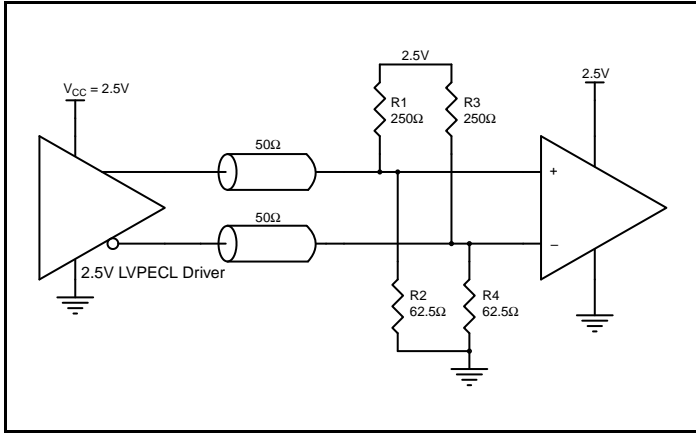 2.5V
V_CC = 2.5V
2.5V
R1
250Ω
R3
250Ω
50Ω
+
50Ω
–
2.5V LVPECL Driver
R2
62.5Ω
R4
62.5Ω